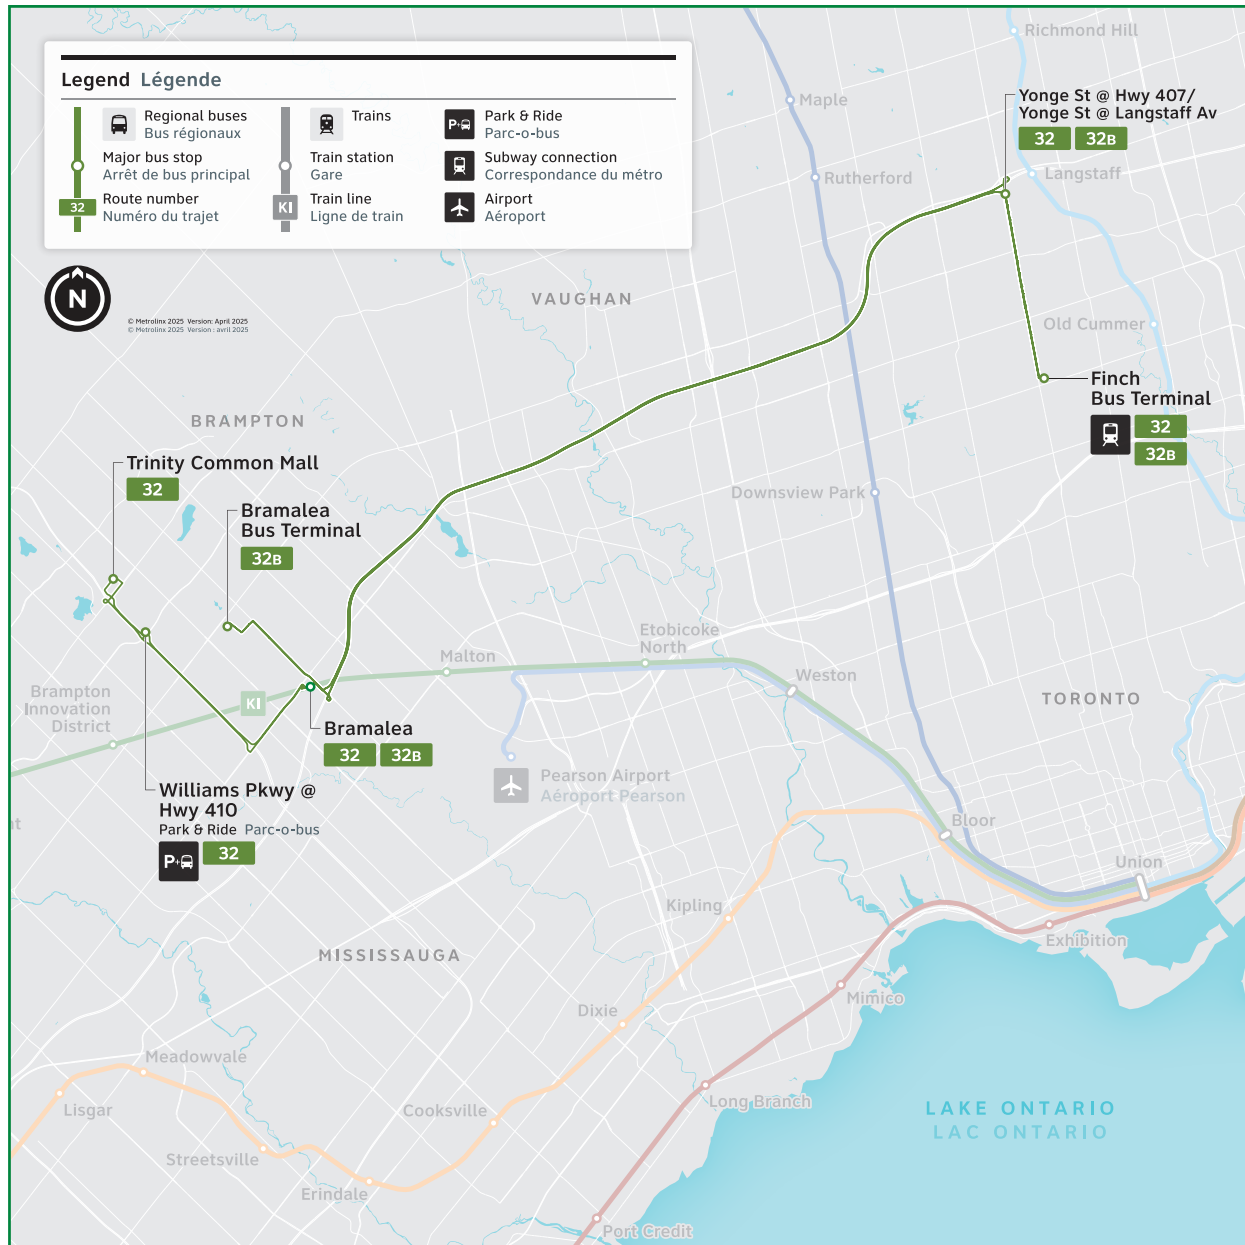 Legend Légende
Regional buses
Bus régionaux
Major bus stop
Arrêt de bus principal
32
Route number
Numéro du trajet
Trains
Train station
Gare
KI
Train line
Ligne de train
P+
Park & Ride
Parc-o-bus
Subway connection
Correspondance du métro
Airport
Aéroport
N
© Metrolinx 2025 Version: April 2025
© Metrolinx 2025 Version : avril 2025
Richmond Hill
Maple
Yonge St @ Hwy 407/
Yonge St @ Langstaff Av
32 32B
Rutherford
Langstaff
VAUGHAN
Old Cummer
Finch
Bus Terminal
32
32B
BRAMPTON
Trinity Common Mall
32
Bramalea
Bus Terminal
32B
Downsview Park
Etobicoke
North
Malton
Weston
Brampton
Innovation
District
KI
TORONTO
Bramalea
32 32B
Pearson Airport
Aéroport Pearson
Williams Pkwy @
Hwy 410
Park & Ride Parc-o-bus
P+ 32
Bloor
Union
Kipling
Exhibition
MISSISSAUGA
Mimico
Dixie
Meadowvale
Lisgar
Cooksville
Long Branch
LAKE ONTARIO
LAC ONTARIO
Streetsville
Erindale
Port Credit